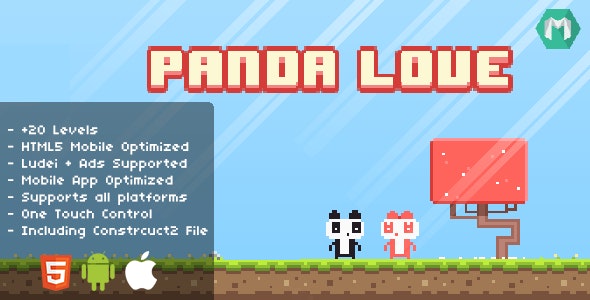 M
PANDA LOVE
- +20 Levels
- HTML5 Mobile Optimized
- Ludei + Ads Supported
- Mobile App Optimized
- Supports all platforms
- One Touch Control
- Including Constrcuct2 File
5